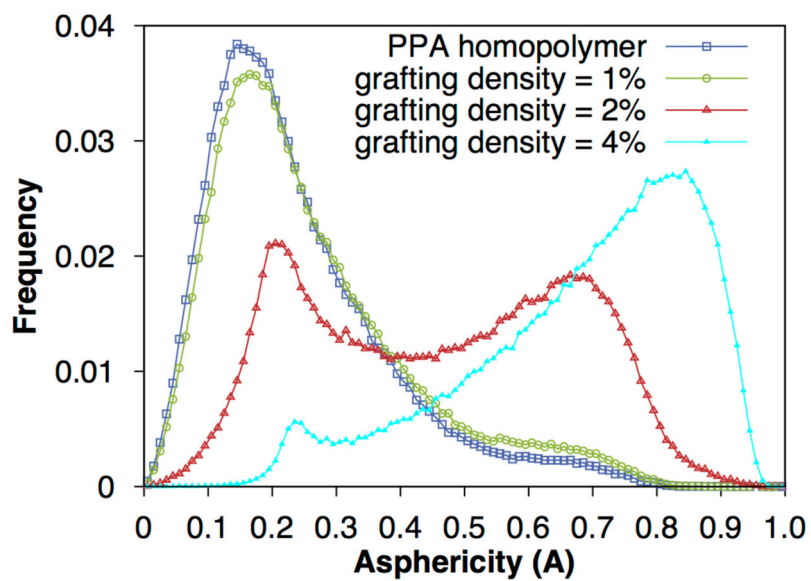 0.04
0.03
0.02
0.01
0
Frequency
PPA homopolymer
grafting density = 1%
grafting density = 2%
grafting density = 4%
0 0.1 0.2 0.3 0.4 0.5 0.6 0.7 0.8 0.9 1.0
Asphericity (A)